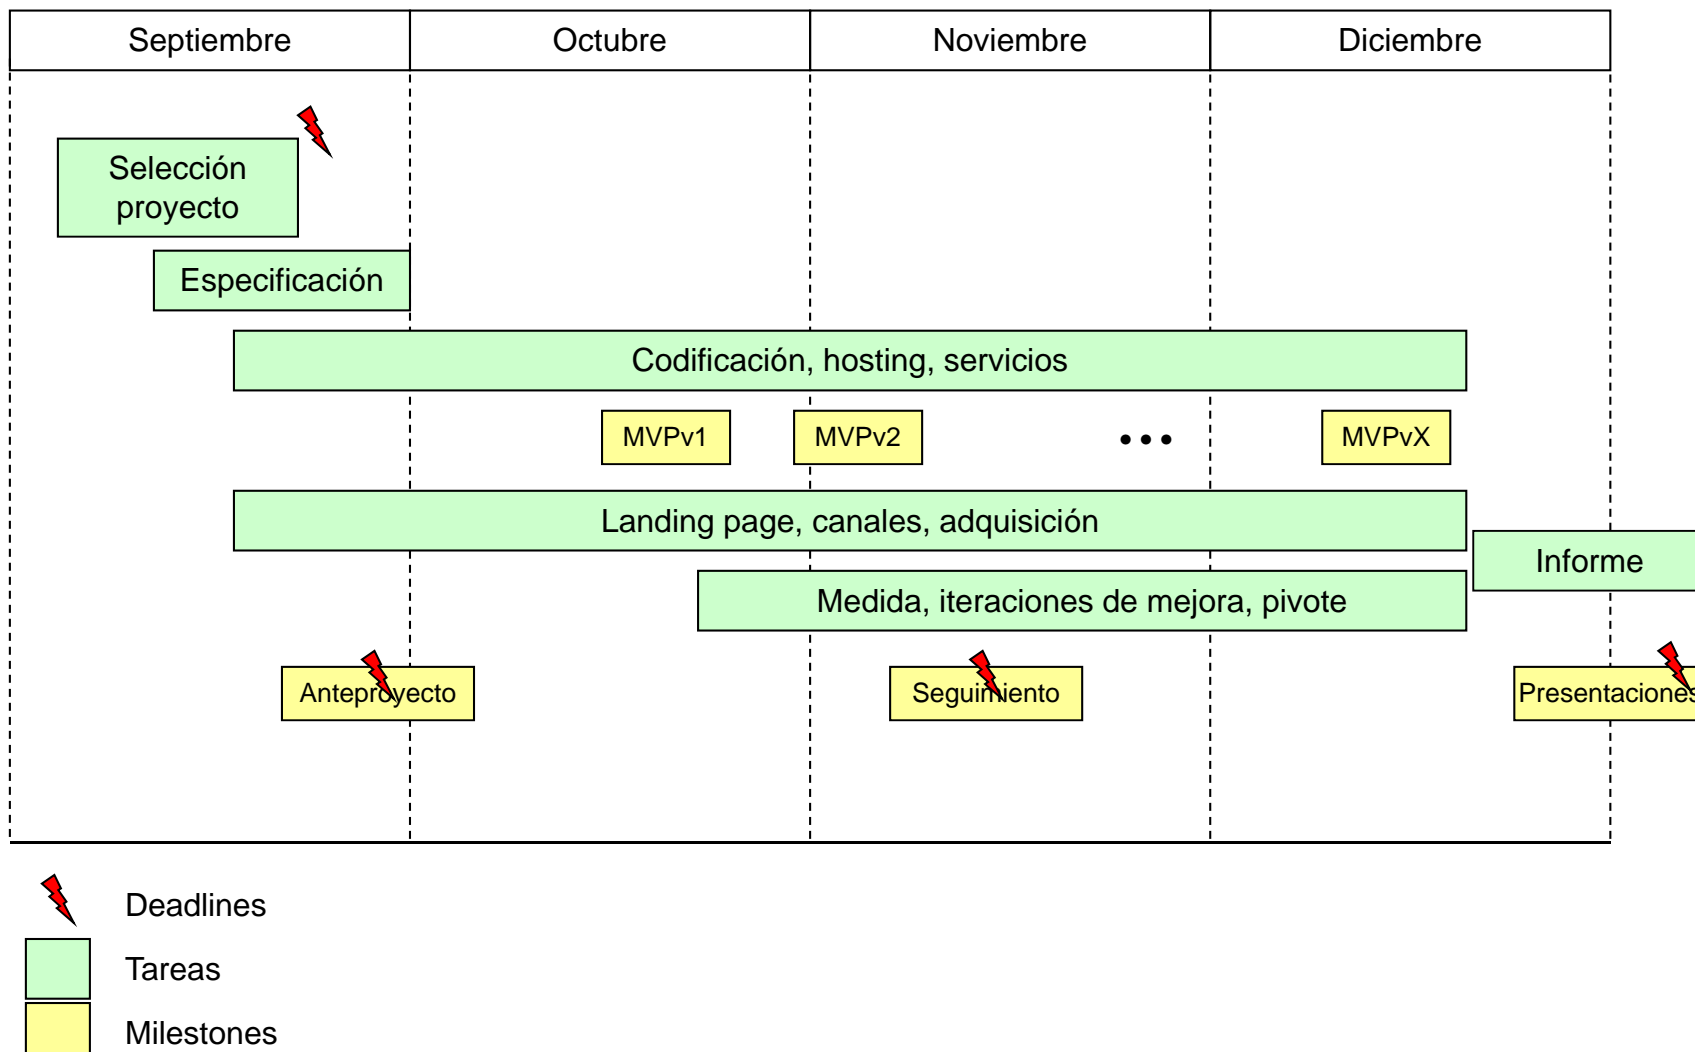 Septiembre
Octubre
Noviembre
Diciembre
Selección
proyecto
Especificación
Codificación, hosting, servicios
MVPv1
MVPv2
...
MVPvX
Landing page, canales, adquisición
Informe
Medida, iteraciones de mejora, pivote
Anteproyecto
Seguimiento
Presentaciones
Deadlines
Tareas
Milestones